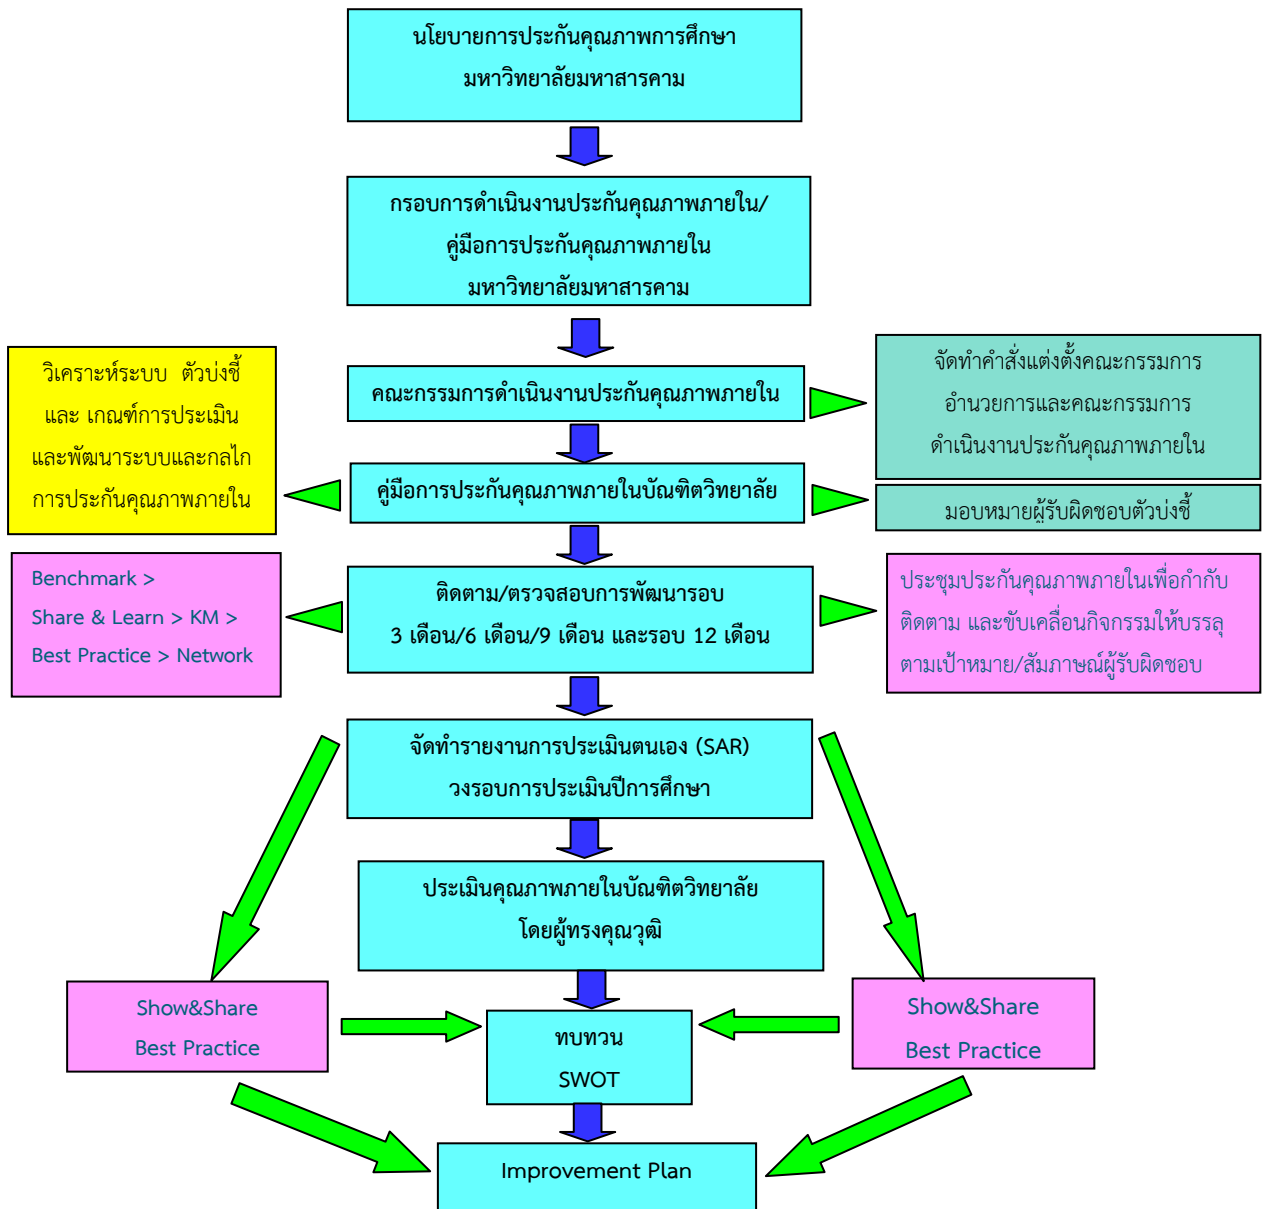 นโยบายการประกันคุณภาพการศึกษา
มหาวิทยาลัยมหาสารคาม
กรอบการดำเนินงานประกันคุณภาพภายใน/
คู่มือการประกันคุณภาพภายใน
มหาวิทยาลัยมหาสารคาม
วิเคราะห์ระบบ ตัวบ่งชี้
และ เกณฑ์การประเมิน
และพัฒนาระบบและกลไก
การประกันคุณภาพภายใน
คณะกรรมการดำเนินงานประกันคุณภาพภายใน
จัดทำคำสั่งแต่งตั้งคณะกรรมการ
อำนวยการและคณะกรรมการ
ดำเนินงานประกันคุณภาพภายใน
คู่มือการประกันคุณภาพภายในบัณฑิตวิทยาลัย
มอบหมายผู้รับผิดชอบตัวบ่งชี้
Benchmark >
Share & Learn > KM >
Best Practice > Network
ติดตาม/ตรวจสอบการพัฒนารอบ
3 เดือน/6 เดือน/9 เดือน และรอบ 12 เดือน
ประชุมประกันคุณภาพภายในเพื่อกำกับ
ติดตาม และขับเคลื่อนกิจกรรมให้บรรลุ
ตามเป้าหมาย/สัมภาษณ์ผู้รับผิดชอบ
จัดทำรายงานการประเมินตนเอง (SAR)
วงรอบการประเมินปีการศึกษา
ประเมินคุณภาพภายในบัณฑิตวิทยาลัย
โดยผู้ทรงคุณวุฒิ
Show&Share
Best Practice
ทบทวน
SWOT
Show&Share
Best Practice
Improvement Plan